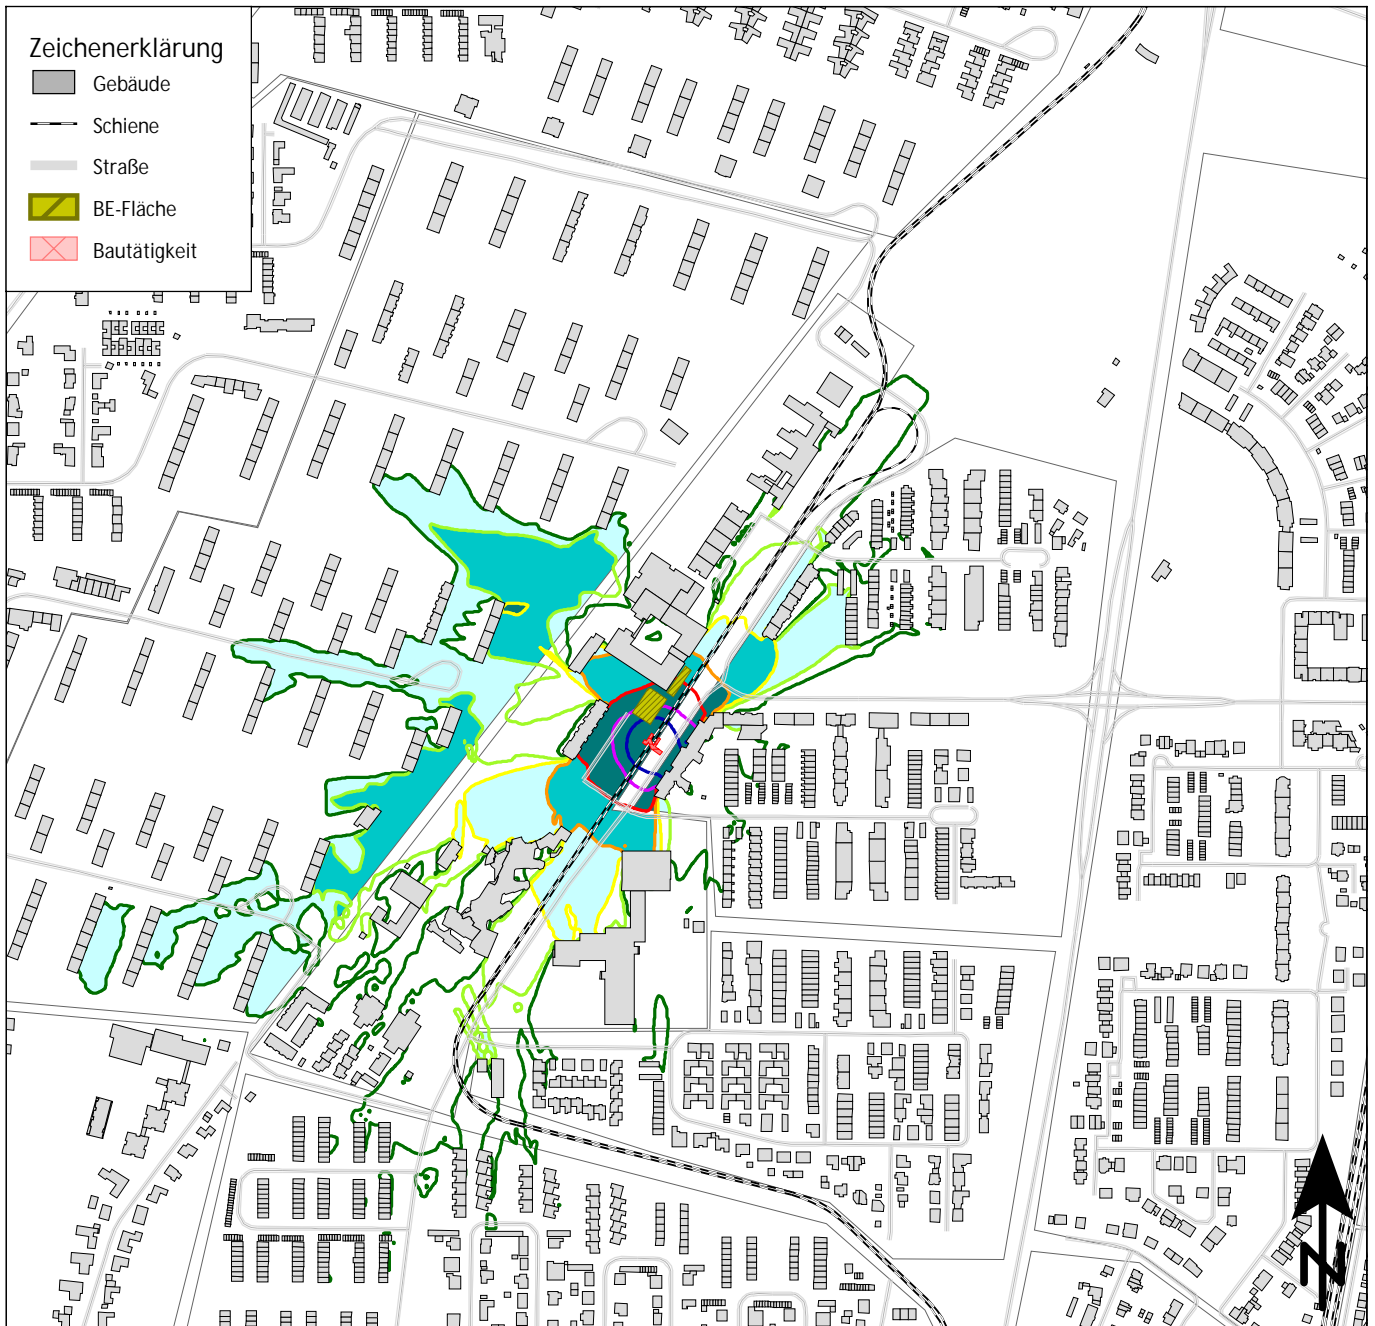 Zeichenerklärung
Gebäude
Schiene
Straße
BE-Fläche
Bautätigkeit
N